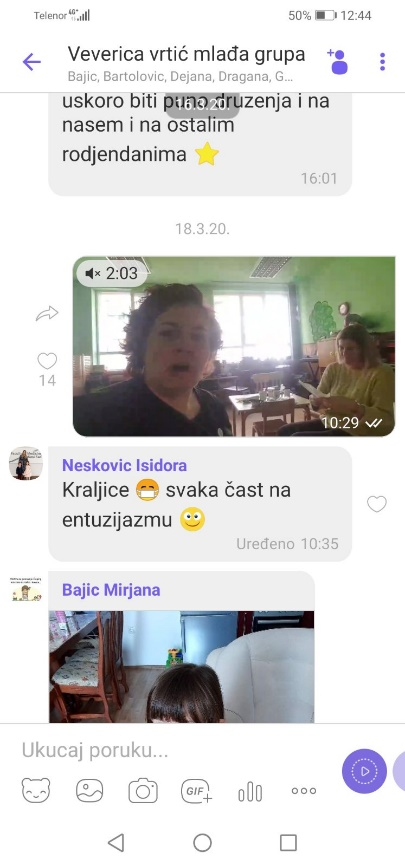 Telenor 4G 50% 12:44
Veverica vrtić mlađa grupa
Bajic, Bartolovic, Dejana, Dragana, G...
uskoro biti puno druzenja i na
16.3.20.
nasem i na ostalim
rodjendanima ⭐
16:01
18.3.20.
2:03
14
10:29
Neskovic Isidora
Kraljice 😷 svaka čast na
entuzijazmu 🙂
Uređeno 10:35
Bajic Mirjana
Ukucaj poruku...
GIF